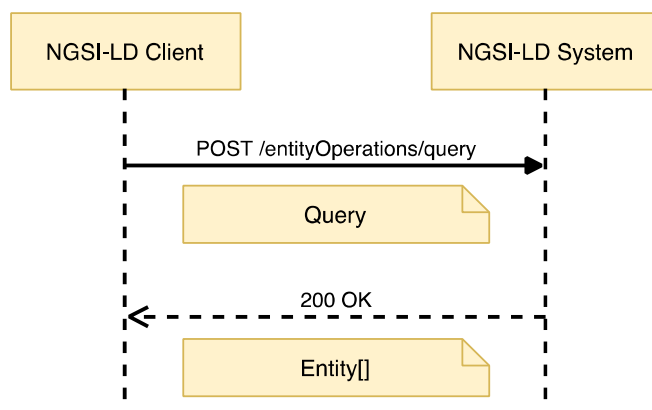 NGSI-LD Client
NGSI-LD System
POST /entityOperations/query
Query
200 OK
Entity[]